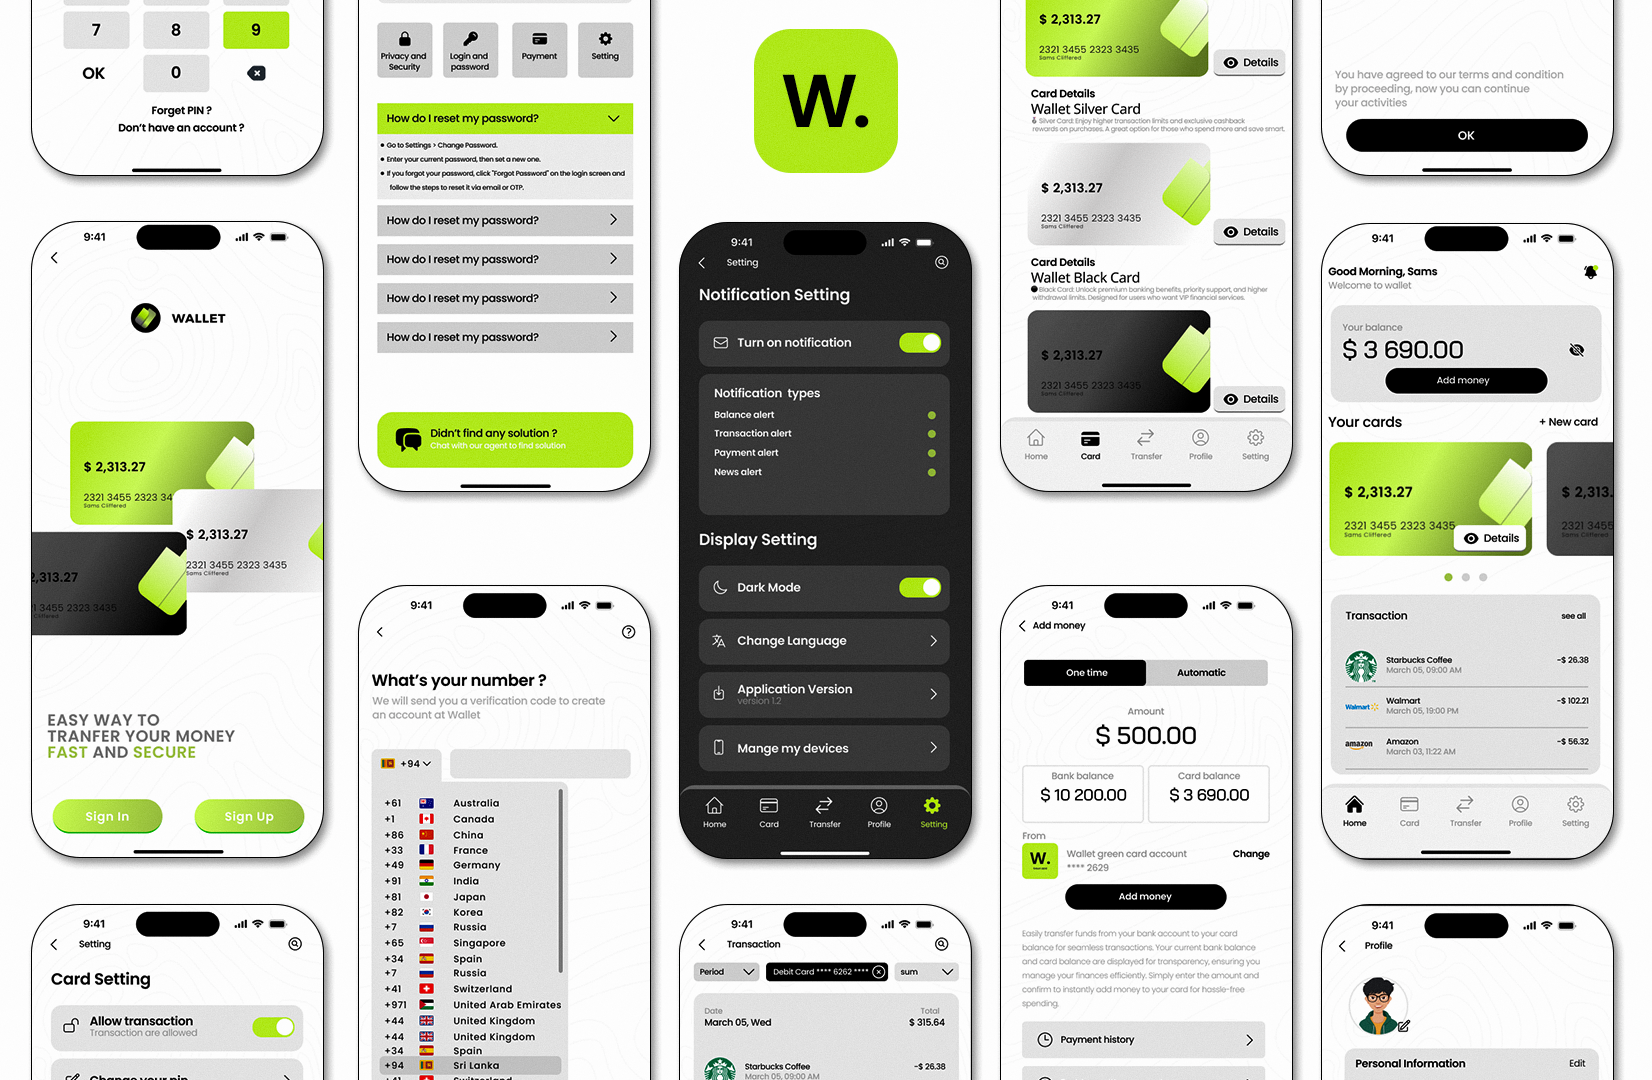 7
8
9
OK
0
Forget PIN ?
Don't have an account ?
9:41
WALLET
$ 2,313.27
2321 3455 2323 34
Sams Cliffered
$ 2,313.27
2321 3455 2323 3435
Sams Cliffered
2,313.27
1 3455 2323 3435
EASY WAY TO
TRANFER YOUR MONEY
FAST AND SECURE
Sign In
Sign Up
9:41
Setting
Card Setting
Allow transaction
Transaction are allowed
Change your pin
Privacy and
Security
Login and
password
Payment
Setting
How do I reset my password?
Go to Settings > Change Password.
Enter your current password, then set a new one.
If you forgot your password, click "Forgot Password" on the login screen and
follow the steps to reset it via email or OTP.
How do I reset my password?
How do I reset my password?
How do I reset my password?
How do I reset my password?
Didn't find any solution ?
Chat with our agent to find solution
9:41
What's your number ?
We will send you a verification code to create
an account at Wallet
+94
+61 Australia
+1 Canada
+86 China
+33 France
+49 Germany
+91 India
+81 Japan
+82 Korea
+7 Russia
+65 Singapore
+34 Spain
+7 Russia
+41 Switzerland
+971 United Arab Emirates
+44 United Kingdom
+44 United Kingdom
+34 Spain
+94 Sri Lanka
+41 Switzerland
W.
9:41
Setting
Notification Setting
Turn on notification
Notification types
Balance alert
Transaction alert
Payment alert
News alert
Display Setting
Dark Mode
Change Language
Application Version
version 1.2
Mange my devices
Home
Card
Transfer
Profile
Setting
9:41
Transaction
Period
Debit Card **** 6262 ****
sum
Date
Total
March 05, Wed
$ 315.64
Starbucks Coffee
-$ 26.38
March 05, 09:00 AM
$ 2,313.27
2321 3455 2323 3435
Sams Cliffered
Details
Card Details
Wallet Silver Card
Silver Card: Enjoy higher transaction limits and exclusive cashback
rewards on purchases. A great option for those who spend more and save smart.
$ 2,313.27
2321 3455 2323 3435
Sams Cliffered
Details
Card Details
Wallet Black Card
Black Card: Unlock premium banking benefits, priority support, and higher
withdrawal limits. Designed for users who want VIP financial services.
$ 2,313.27
2321 3455 2323 3435
Sams Cliffered
Details
Home
Card
Transfer
Profile
Setting
9:41
Add money
One time
Automatic
Amount
$ 500.00
Bank balance
$ 10 200.00
Card balance
$ 3 690.00
From
W.
Wallet green card account
**** 2629
Change
Add money
Easily transfer funds from your bank account to your card
balance for seamless transactions. Your current bank balance
and card balance are displayed for transparency, ensuring you
manage your finances efficiently. Simply enter the amount and
confirm to instantly add money to your card for hassle-free
spending.
Payment history
You have agreed to our terms and condition
by proceeding, now you can continue
your activities
OK
9:41
Good Morning, Sams
Welcome to wallet
Your balance
$ 3 690.00
Add money
Your cards
+ New card
$ 2,313.27
2321 3455 2323 3435
Sams Cliffered
Details
$ 2,313.
2321 3455
Sams Cliffered
Transaction
see all
Starbucks Coffee
-$ 26.38
March 05, 09:00 AM
Walmart
Walmart
-$ 102.21
March 05, 19:00 PM
amazon
Amazon
-$ 56.32
March 03, 11:22 AM
Home
Card
Transfer
Profile
Setting
9:41
Profile
Personal Information
Edit